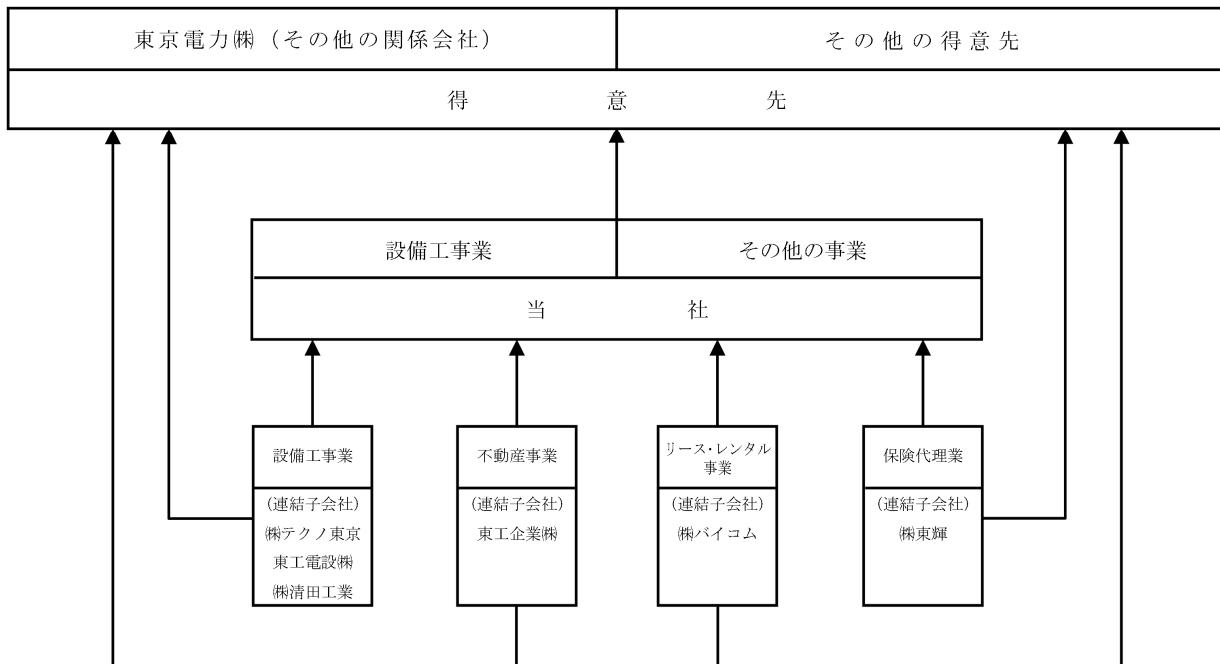 東京電力㈱（その他の関係会社）
その他の得意先
得意先
設備工事業
その他の事業
当社
設備工事業
(連結子会社)
㈱テクノ東京
東工電設㈱
㈱清田工業
不動産事業
(連結子会社)
東工企業㈱
リース・レンタル
事業
(連結子会社)
㈱バイコム
保険代理業
(連結子会社)
㈱東輝